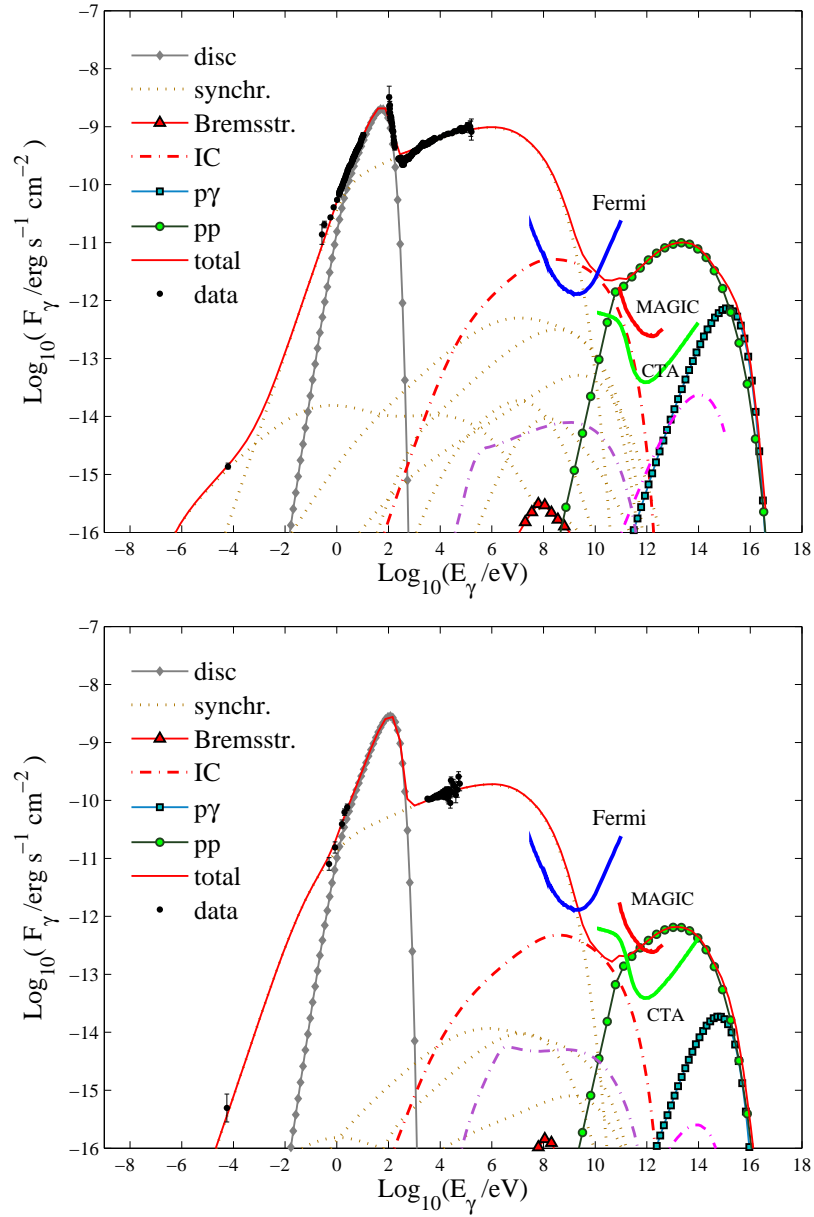 −7
−8
−9
−10
−11
−12
−13
−14
−15
−16
Log10( Fγ /erg s−1 cm−2)
disc
synchr.
Bremsstr.
IC
pγ
pp
total
data
Fermi
MAGIC
CTA
−8 −6 −4 −2 0 2 4 6 8 10 12 14 16 18
Log10(Eγ /eV)
−7
−8
−9
−10
−11
−12
−13
−14
−15
−16
Log10( Fγ /erg s−1 cm−2)
disc
synchr.
Bremsstr.
IC
pγ
pp
total
data
Fermi
MAGIC
CTA
−8 −6 −4 −2 0 2 4 6 8 10 12 14 16 18
Log10(Eγ /eV)